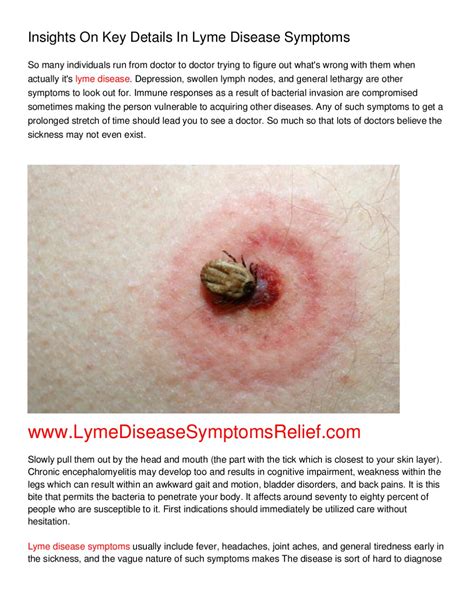 Insights On Key Details In Lyme Disease Symptoms
So many individuals run from doctor to doctor trying to figure out what's wrong with them when
actually it's lyme disease. Depression, swollen lymph nodes, and general lethargy are other
symptoms to look out for. Immune responses as a result of bacterial invasion are compromised
sometimes making the person vulnerable to acquiring other diseases. Any of such symptoms to get a
prolonged stretch of time should lead you to see a doctor. So much so that lots of doctors believe the
sickness may not even exist.
www.LymeDiseaseSymptomsRelief.com
Slowly pull them out by the head and mouth (the part with the tick which is closest to your skin layer).
Chronic encephalomyelitis may develop too and results in cognitive impairment, weakness within the
legs which can result within an awkward gait and motion, bladder disorders, and back pains. It is this
bite that permits the bacteria to penetrate your body. It affects around seventy to eighty percent of
people who are susceptible to it. First indications should immediately be utilized care without
hesitation.
Lyme disease symptoms usually include fever, headaches, joint aches, and general tiredness early in
the sickness, and the vague nature of such symptoms makes The disease is sort of hard to diagnose